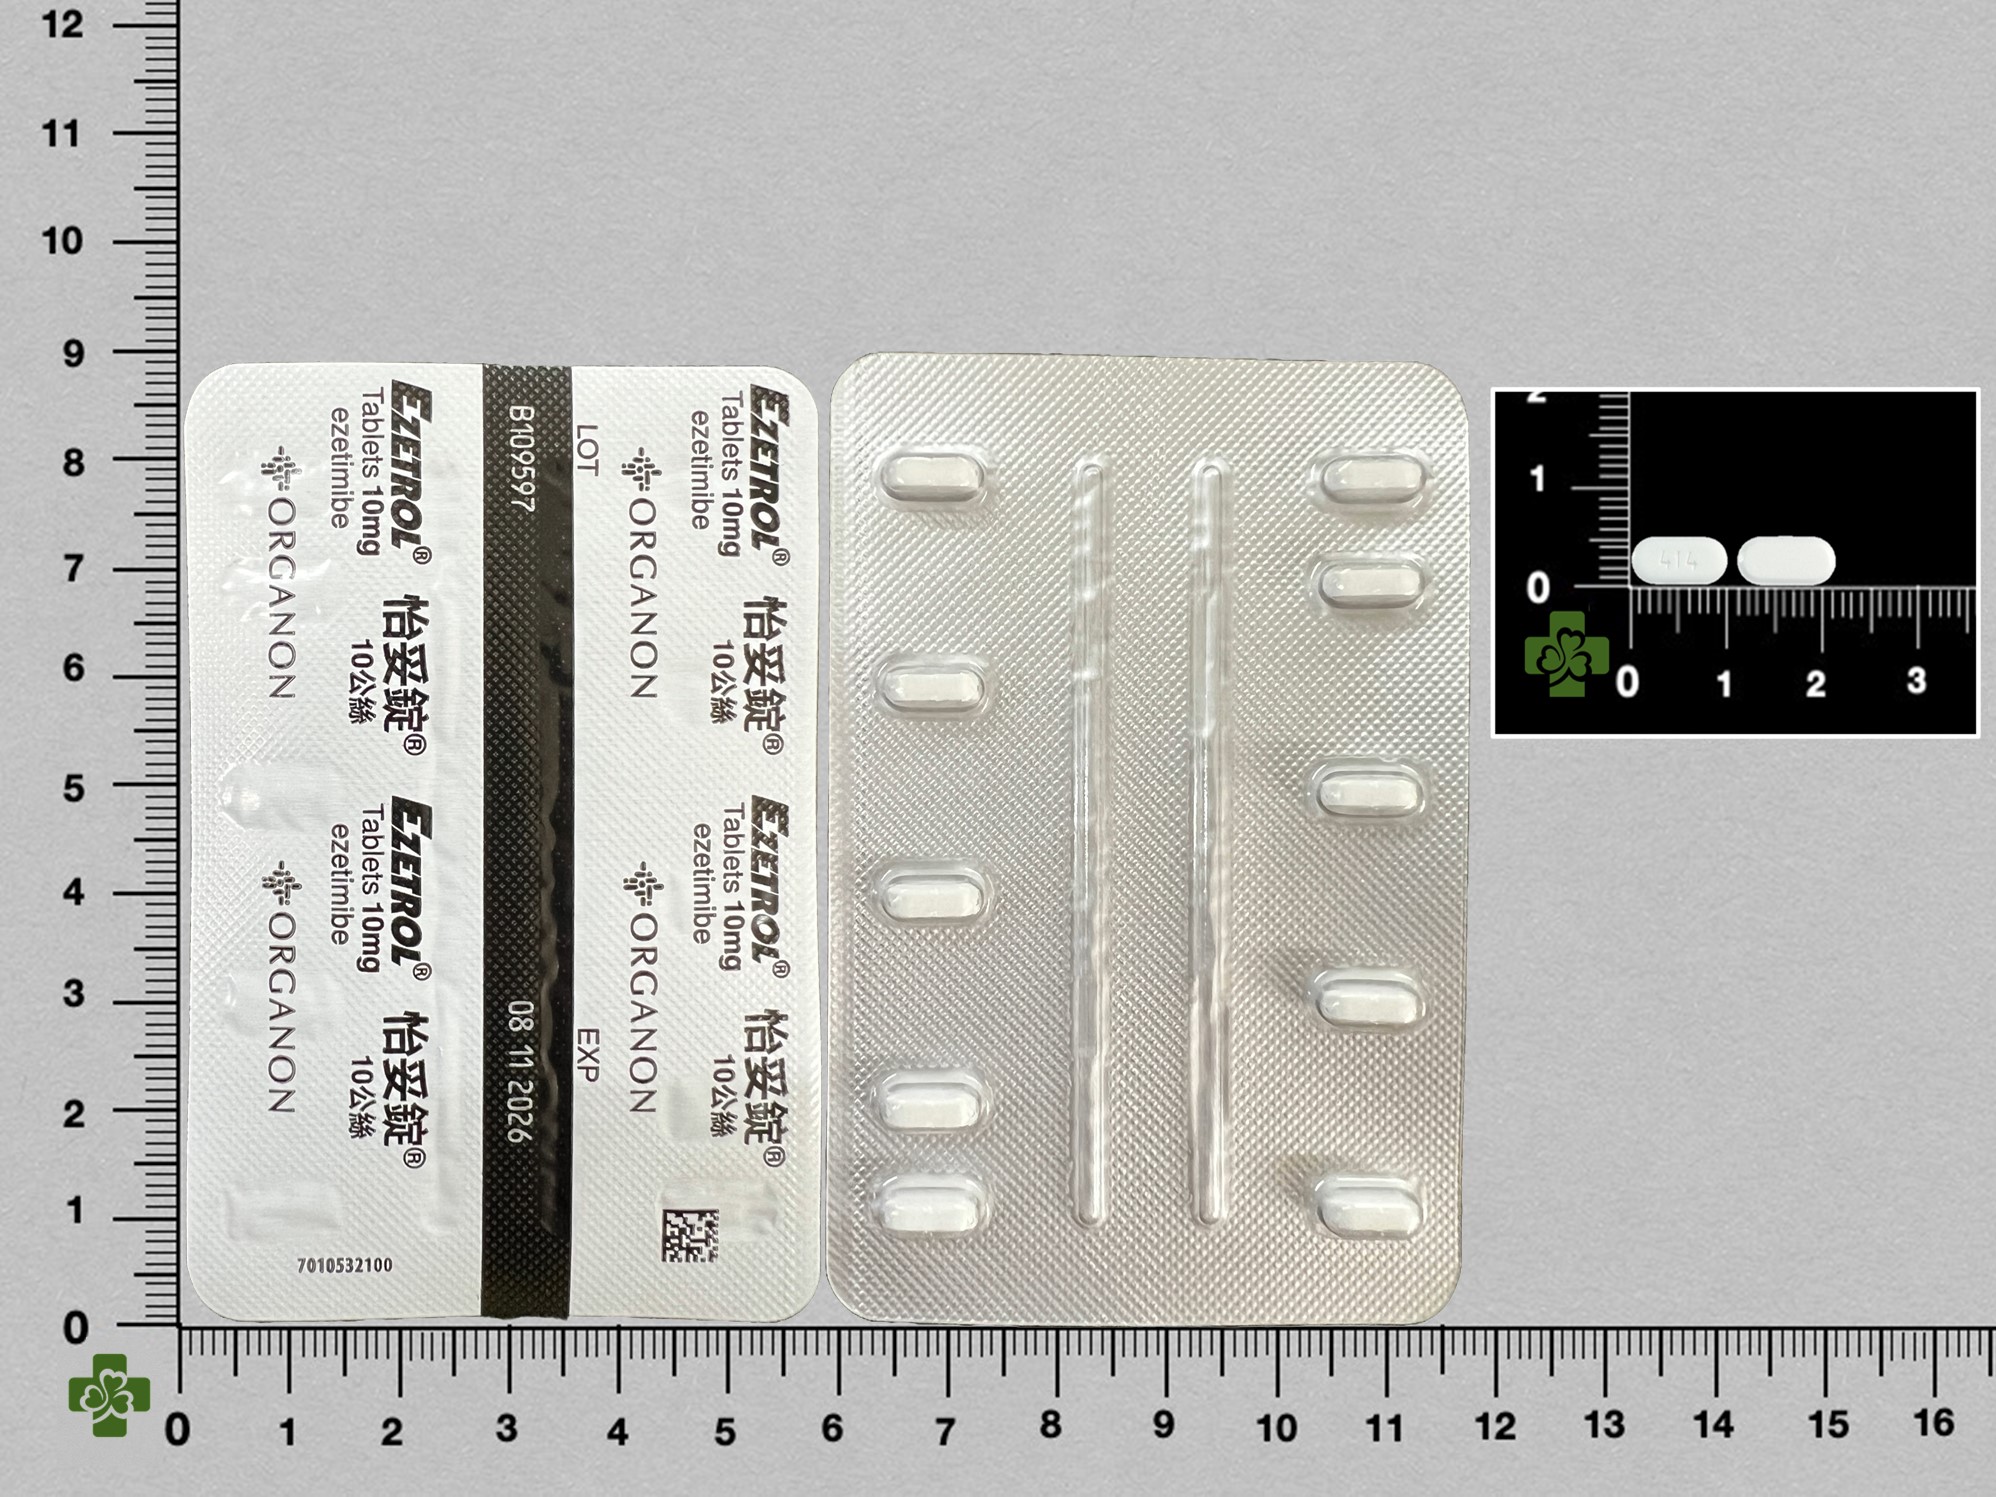 EZETROL® 怡妥錠®
Tablets 10mg 10公絲
ezetimibe
ORGANON
EZETROL® 怡妥錠®
Tablets 10mg 10公絲
ezetimibe
ORGANON
LOT EXP
B109597 08 11 2026
EZETROL® 怡妥錠®
Tablets 10mg 10公絲
ezetimibe
ORGANON
EZETROL® 怡妥錠®
Tablets 10mg 10公絲
ezetimibe
ORGANON
7010532100
12
11
10
9
8
7
6
5
4
3
2
1
0
0 1 2 3 4 5 6 7 8 9 10 11 12 13 14 15 16
2
1
0
414
0 1 2 3